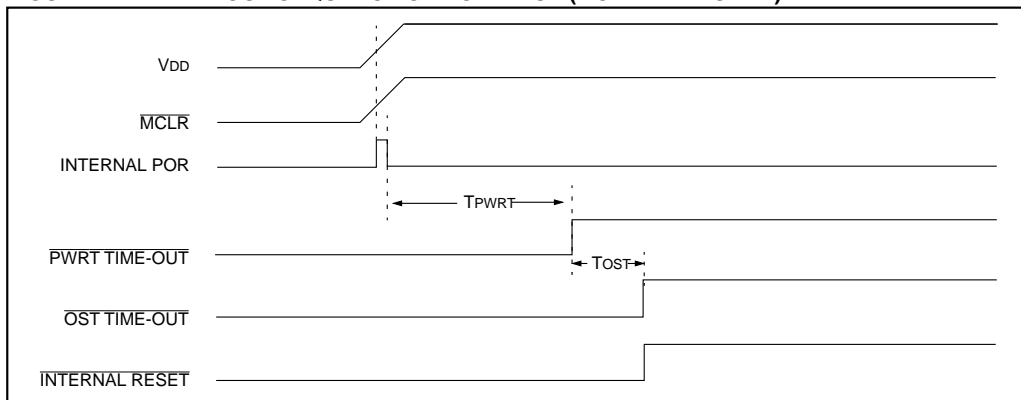 VDD
MCLR
INTERNAL POR
TPWRT
PWRT TIME-OUT
TOST
OST TIME-OUT
INTERNAL RESET